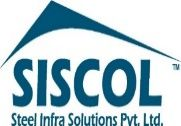 SISCOL
™
Steel Infra Solutions Pvt. Ltd.